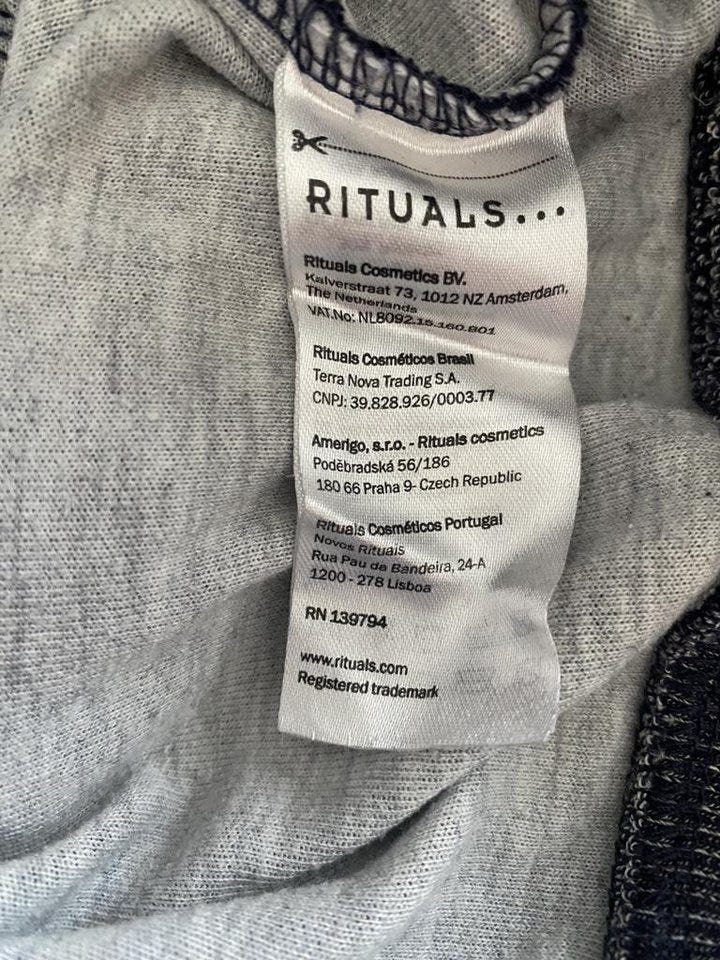 RITUALS...
Rituals Cosmetics BV.
Kalverstraat 73, 1012 NZ Amsterdam,
The Netherlands
VAT.No: NL8092.15.160.B01
Rituals Cosméticos Brasil
Terra Nova Trading S.A.
CNPJ: 39.828.926/0003.77
Amerigo, s.r.o. - Rituals cosmetics
Poděbradská 56/186
180 66 Praha 9- Czech Republic
Rituals Cosméticos Portugal
Novos Rituais
Rua Pau da Bandeira, 24-A
1200 - 278 Lisboa
RN 139794
www.rituals.com
Registered trademark